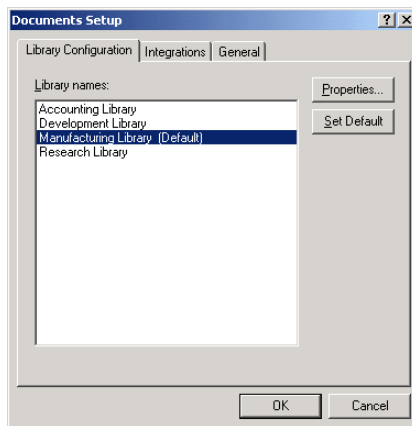 Documents Setup
Library Configuration Integrations General
Library names:
Properties...
Accounting Library
Development Library
Set Default
Manufacturing Library (Default)
Research Library
OK Cancel